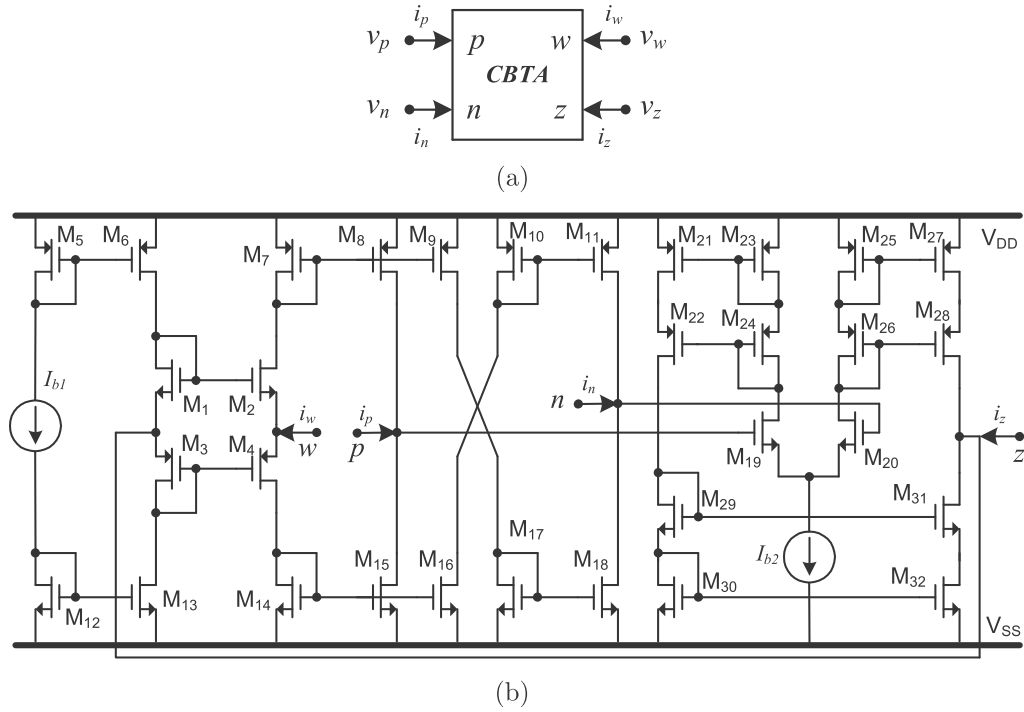 i_p i_w
v_p p w v_w
CBTA
v_n n z v_z
i_n i_z
(a)
M5 M6 M7 M8 M9 M10 M11 M21 M23 M25 M27 V_DD
M22 M24 M26 M28
I_b1 M1 M2 i_n n
M3 M4 i_w w i_p p M19 M20 i_z z
M29 M31
M17 I_b2
M12 M13 M14 M15 M16 M18 M30 M32
V_SS
(b)